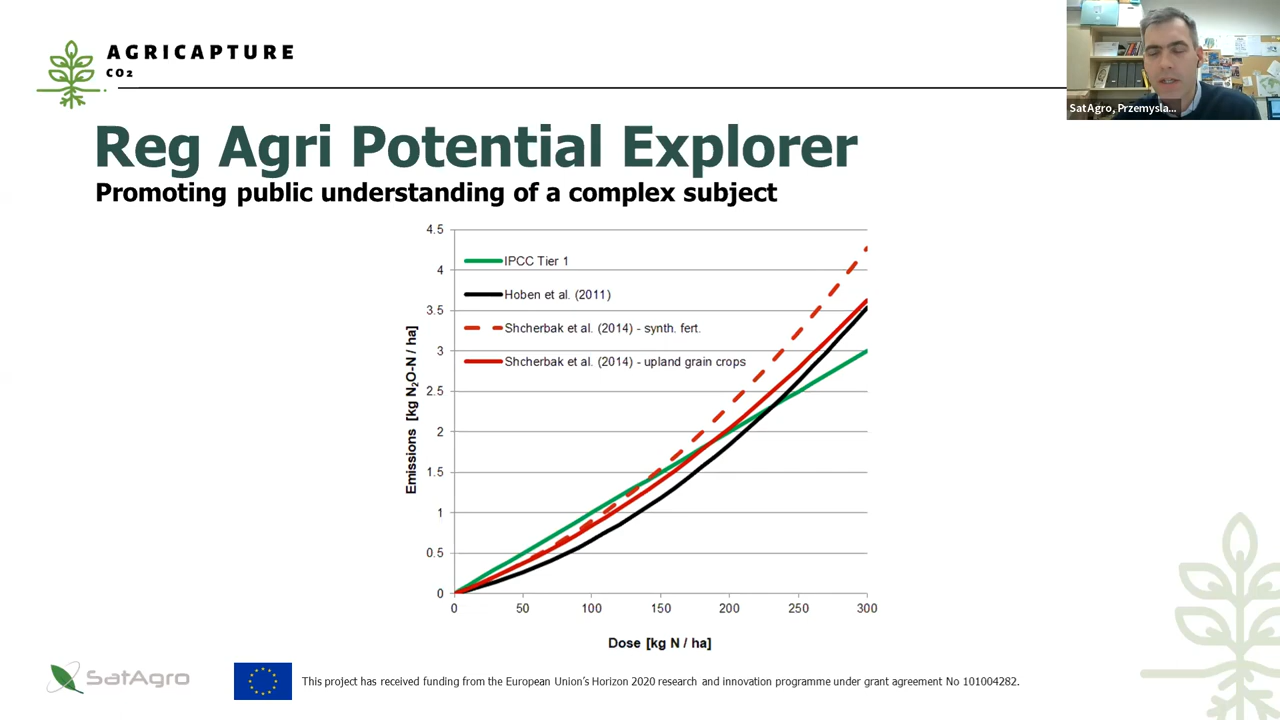 AGRICAPTURE
CO2
SatAgro, Przemysla...
Reg Agri Potential Explorer
Promoting public understanding of a complex subject
4.5
4
3.5
3
2.5
2
1.5
1
0.5
0
IPCC Tier 1
Hoben et al. (2011)
Shcherbak et al. (2014) - synth. fert.
Shcherbak et al. (2014) - upland grain crops
Emissions [kg N2O-N / ha]
0 50 100 150 200 250 300
Dose [kg N / ha]
SatAgro
This project has received funding from the European Union’s Horizon 2020 research and innovation programme under grant agreement No 101004282.